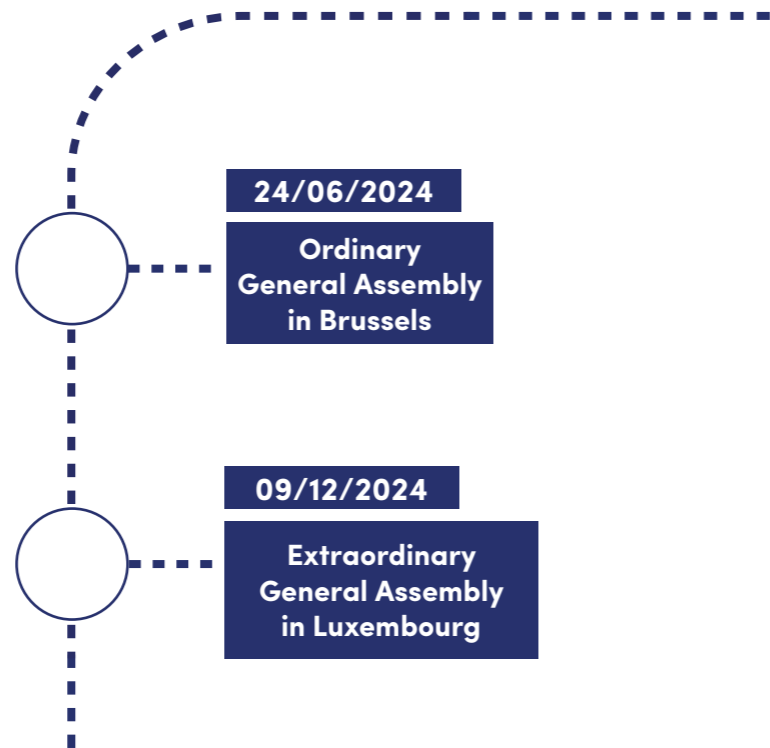 24/06/2024
Ordinary
General Assembly
in Brussels
09/12/2024
Extraordinary
General Assembly
in Luxembourg